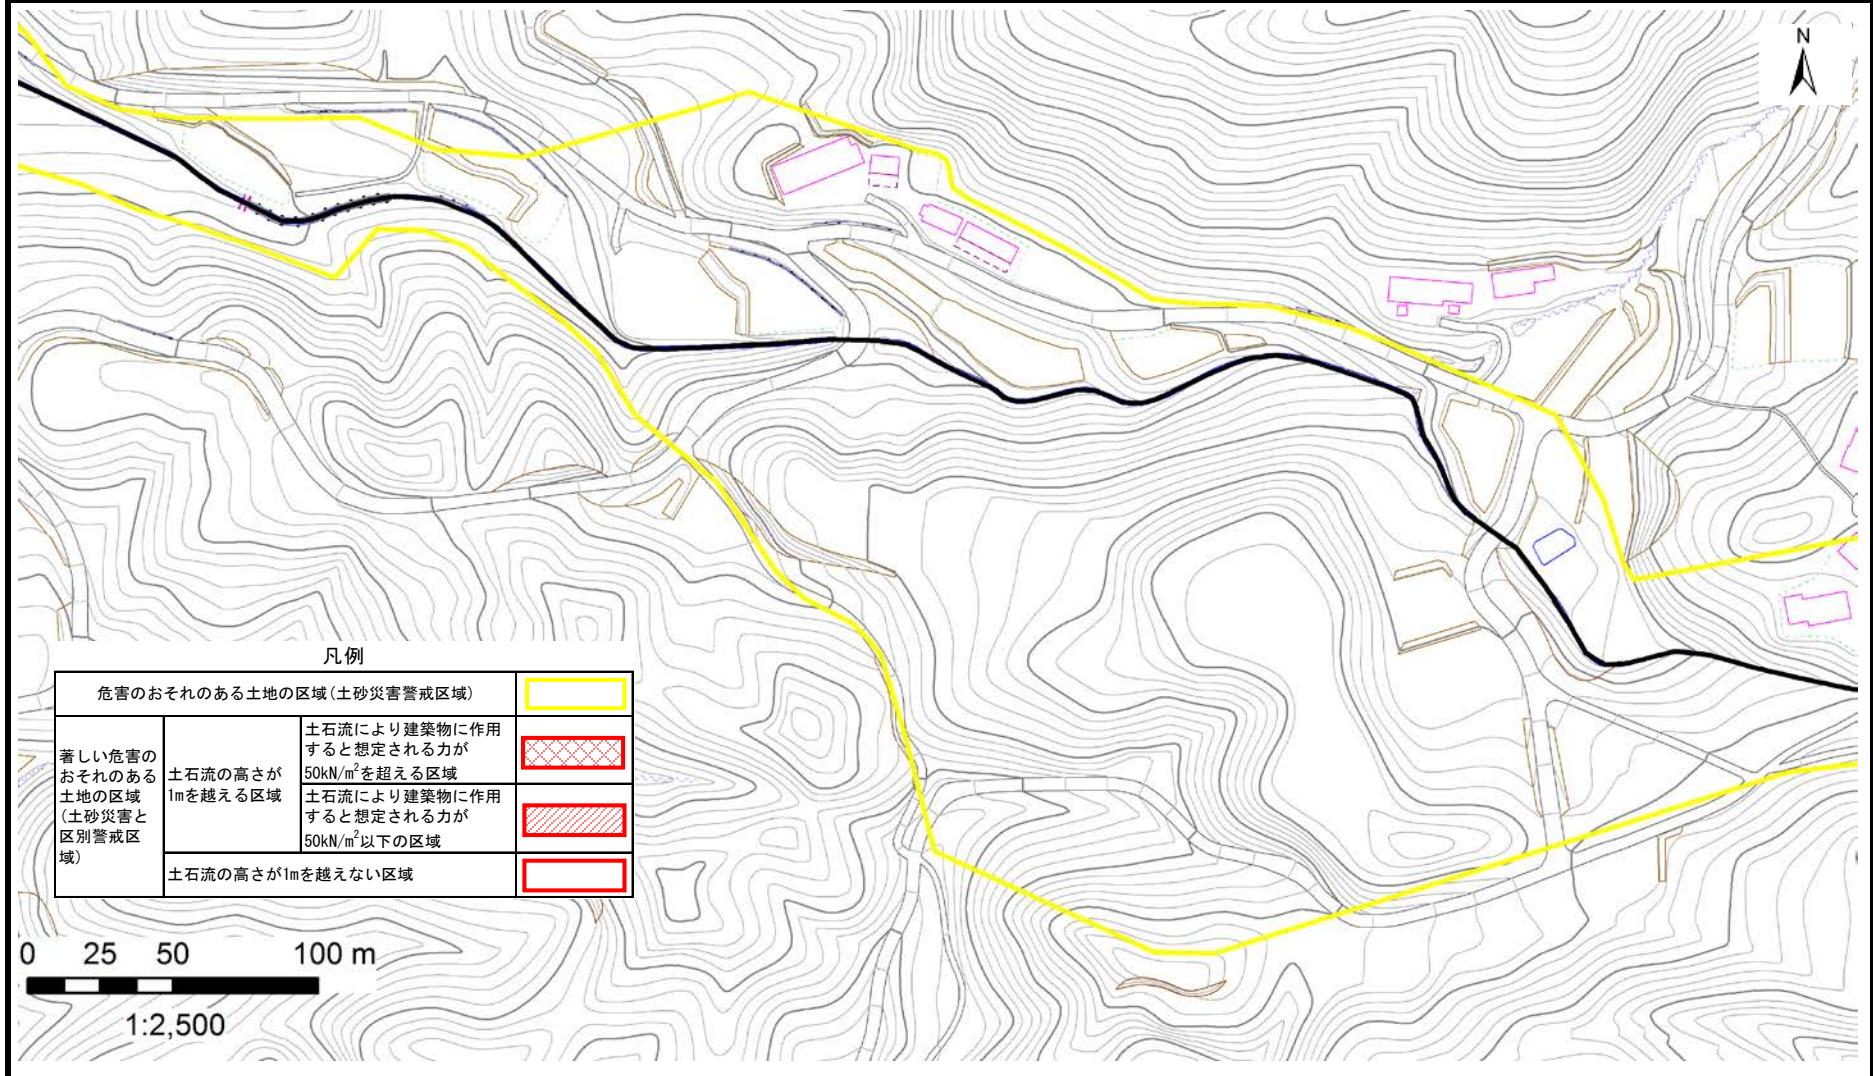 N
凡例
危害のおそれのある土地の区域(土砂災害警戒区域)
著しい危害の
おそれのある
土地の区域
(土砂災害と
区別警戒区
域)
土石流の高さが
1mを越える区域
土石流により建築物に作用
すると想定される力が
50kN/m²を超える区域
土石流により建築物に作用
すると想定される力が
50kN/m²以下の区域
土石流の高さが1mを越えない区域
0 25 50 100 m
1:2,500